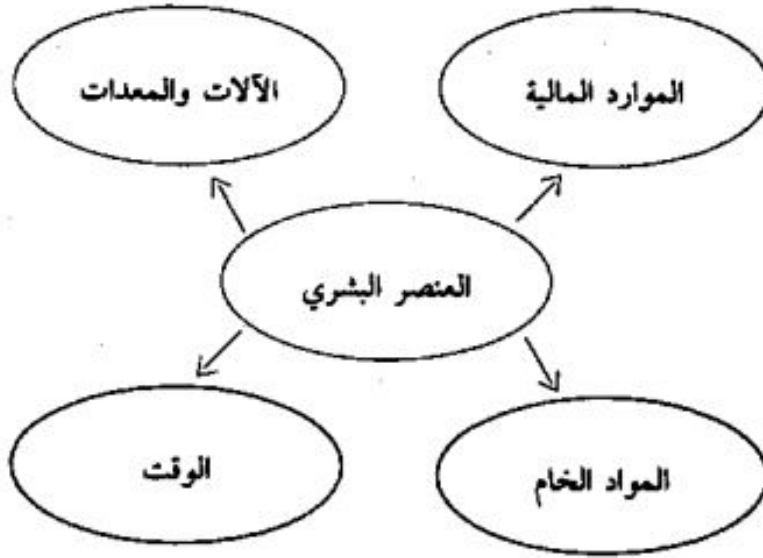 الموارد المالية
الآلات والمعدات
العنصر البشري
المواد الخام
الوقت